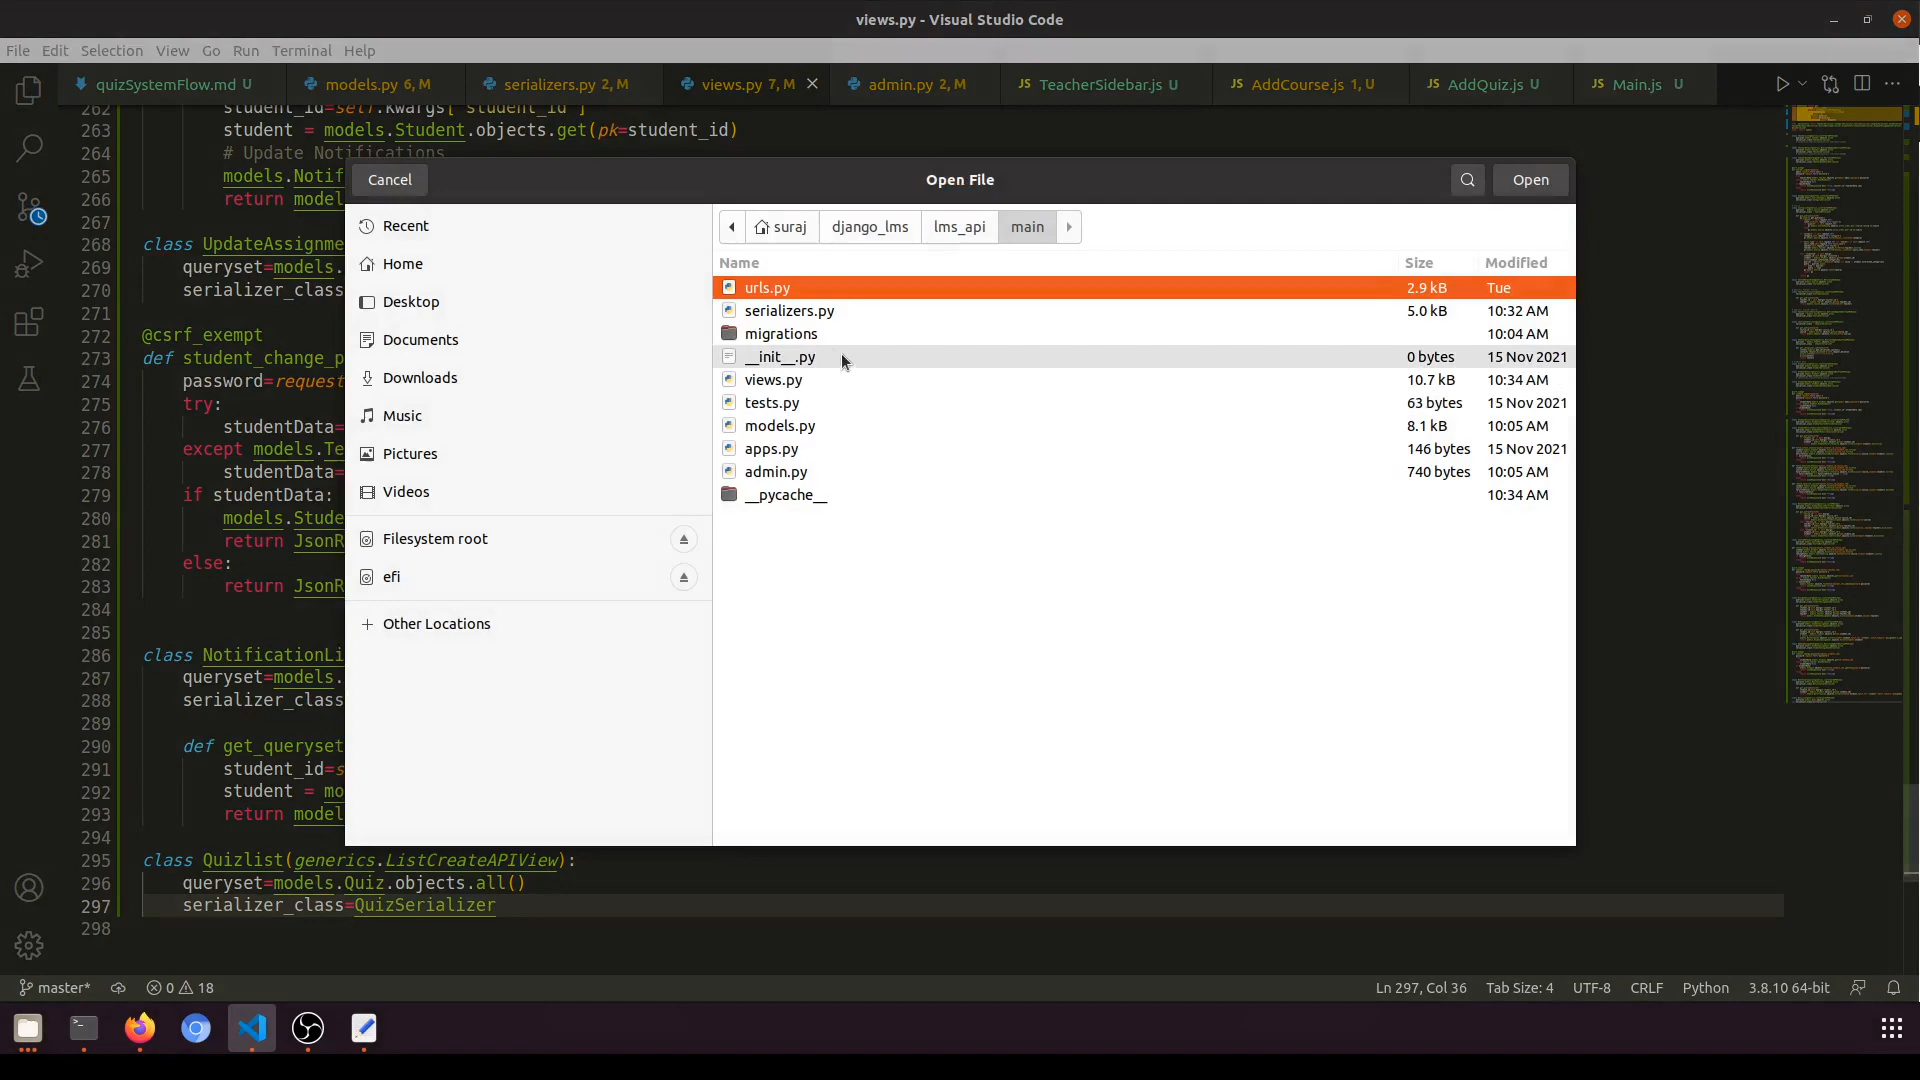 views.py - Visual Studio Code
File Edit Selection View Go Run Terminal Help
quizSystemFlow.md U models.py 6, M serializers.py 2, M views.py 7, M admin.py 2, M TeacherSidebar.js U AddCourse.js 1, U AddQuiz.js U Main.js U
262 student_id=self.kwargs['student_id']
263 student = models.Student.objects.get(pk=student_id)
264 # Update Notifications
265 models.Notif
266 return model
267
268 class UpdateAssignme
269 queryset=models.
270 serializer_class
271
272 @csrf_exempt
273 def student_change_p
274 password=request
275 try:
276 studentData=
277 except models.Te
278 studentData=
279 if studentData:
280 models.Stude
281 return JsonR
282 else:
283 return JsonR
284
285
286 class NotificationLi
287 queryset=models.
288 serializer_class
289
290 def get_queryset
291 student_id=s
292 student = mo
293 return model
294
295 class Quizlist(generics.ListCreateAPIView):
296 queryset=models.Quiz.objects.all()
297 serializer_class=QuizSerializer
298
Cancel Open File Open
Recent
Home
Desktop
Documents
Downloads
Music
Pictures
Videos
Filesystem root
efi
Other Locations
suraj django_lms lms_api main
Name Size Modified
urls.py 2.9 kB Tue
serializers.py 5.0 kB 10:32 AM
migrations 10:04 AM
__init__.py 0 bytes 15 Nov 2021
views.py 10.7 kB 10:34 AM
tests.py 63 bytes 15 Nov 2021
models.py 8.1 kB 10:05 AM
apps.py 146 bytes 15 Nov 2021
admin.py 740 bytes 10:05 AM
__pycache__ 10:34 AM
master* 0 18 Ln 297, Col 36 Tab Size: 4 UTF-8 CRLF Python 3.8.10 64-bit